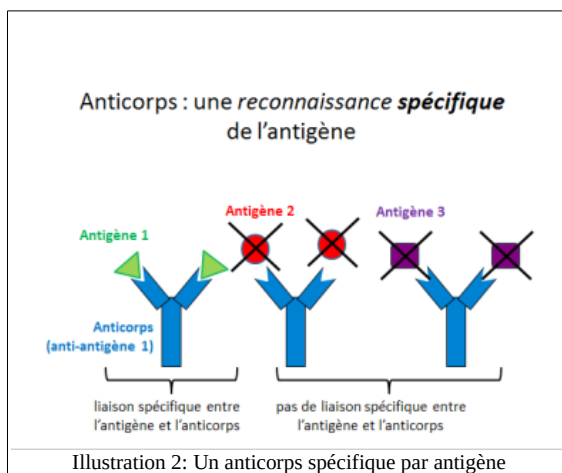 Anticorps : une reconnaissance spécifique
de l'antigène
Antigène 1
Antigène 2
Antigène 3
Anticorps
(anti-antigène 1)
liaison spécifique entre
l'antigène et l'anticorps
pas de liaison spécifique entre
l'antigène et l'anticorps
Illustration 2: Un anticorps spécifique par antigène